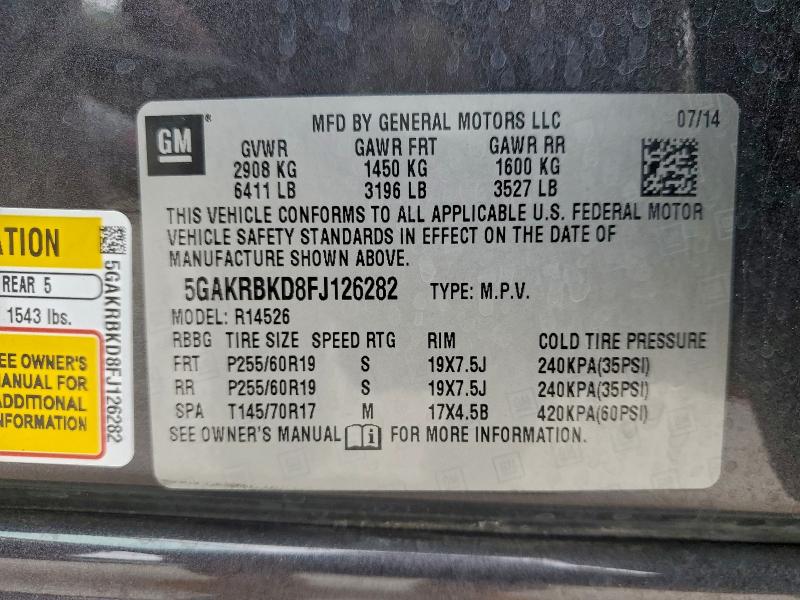 GM
®
MFD BY GENERAL MOTORS LLC 07/14
GVWR GAWR FRT GAWR RR
2908 KG 1450 KG 1600 KG
6411 LB 3196 LB 3527 LB
THIS VEHICLE CONFORMS TO ALL APPLICABLE U.S. FEDERAL MOTOR
VEHICLE SAFETY STANDARDS IN EFFECT ON THE DATE OF
MANUFACTURE SHOWN ABOVE.
5GAKRBKD8FJ126282 TYPE: M.P.V.
MODEL: R14526
RBBG TIRE SIZE SPEED RTG RIM COLD TIRE PRESSURE
FRT P255/60R19 S 19X7.5J 240KPA(35PSI)
RR P255/60R19 S 19X7.5J 240KPA(35PSI)
SPA T145/70R17 M 17X4.5B 420KPA(60PSI)
SEE OWNER'S MANUAL FOR MORE INFORMATION.
ATION
REAR 5
1543 lbs.
SEE OWNER'S
MANUAL FOR
ADDITIONAL
INFORMATION
5GAKRBKD8FJ126282